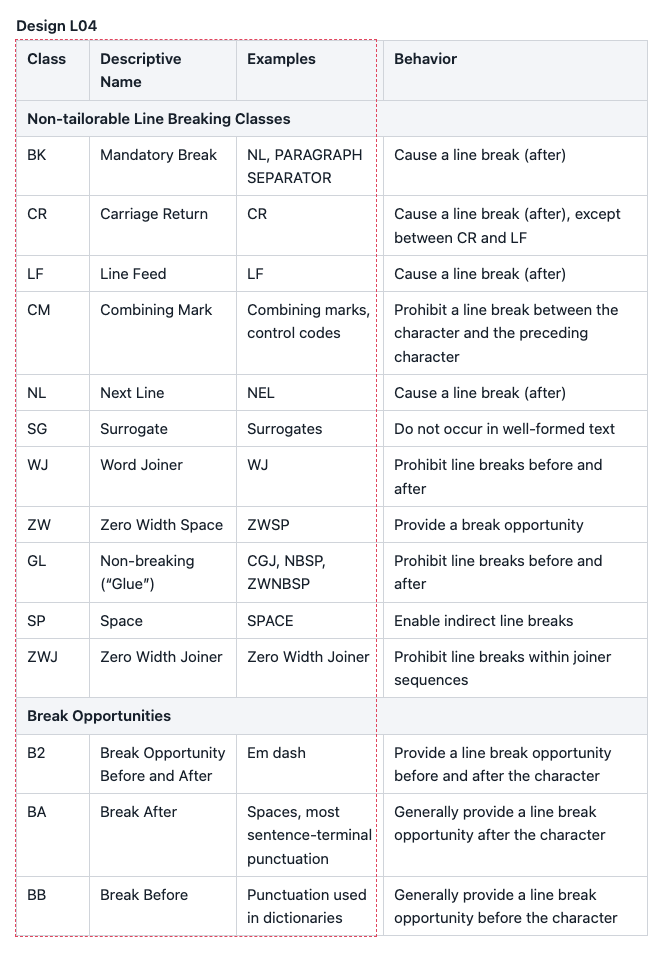 Design L04
Class Descriptive Name Examples Behavior
Non-tailorable Line Breaking Classes
BK Mandatory Break NL, PARAGRAPH SEPARATOR Cause a line break (after)
CR Carriage Return CR Cause a line break (after), except between CR and LF
LF Line Feed LF Cause a line break (after)
CM Combining Mark Combining marks, control codes Prohibit a line break between the character and the preceding character
NL Next Line NEL Cause a line break (after)
SG Surrogate Surrogates Do not occur in well-formed text
WJ Word Joiner WJ Prohibit line breaks before and after
ZW Zero Width Space ZWSP Provide a break opportunity
GL Non-breaking (“Glue”) CGJ, NBSP, ZWNBSP Prohibit line breaks before and after
SP Space SPACE Enable indirect line breaks
ZWJ Zero Width Joiner Zero Width Joiner Prohibit line breaks within joiner sequences
Break Opportunities
B2 Break Opportunity Before and After Em dash Provide a line break opportunity before and after the character
BA Break After Spaces, most sentence-terminal punctuation Generally provide a line break opportunity after the character
BB Break Before Punctuation used in dictionaries Generally provide a line break opportunity before the character